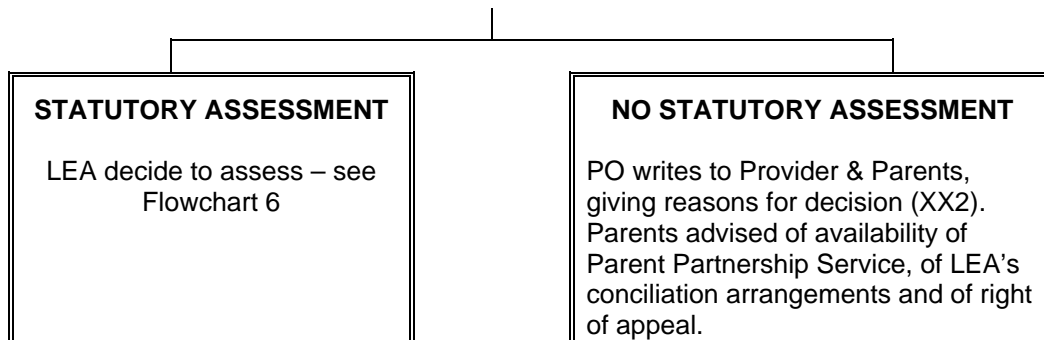 STATUTORY ASSESSMENT
LEA decide to assess – see
Flowchart 6
NO STATUTORY ASSESSMENT
PO writes to Provider & Parents,
giving reasons for decision (XX2).
Parents advised of availability of
Parent Partnership Service, of LEA's
conciliation arrangements and of right
of appeal.